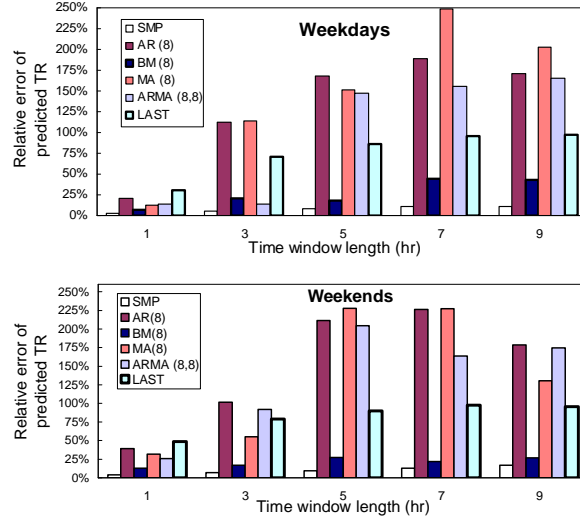 Weekdays
Relative error of predicted TR
250%
225%
200%
175%
150%
125%
100%
75%
50%
25%
0%
SMP
AR (8)
BM (8)
MA (8)
ARMA (8,8)
LAST
1 3 5 7 9
Time window length (hr)
Weekends
Relative error of predicted TR
250%
225%
200%
175%
150%
125%
100%
75%
50%
25%
0%
SMP
AR(8)
BM(8)
MA(8)
ARMA (8,8)
LAST
1 3 5 7 9
Time window length (hr)